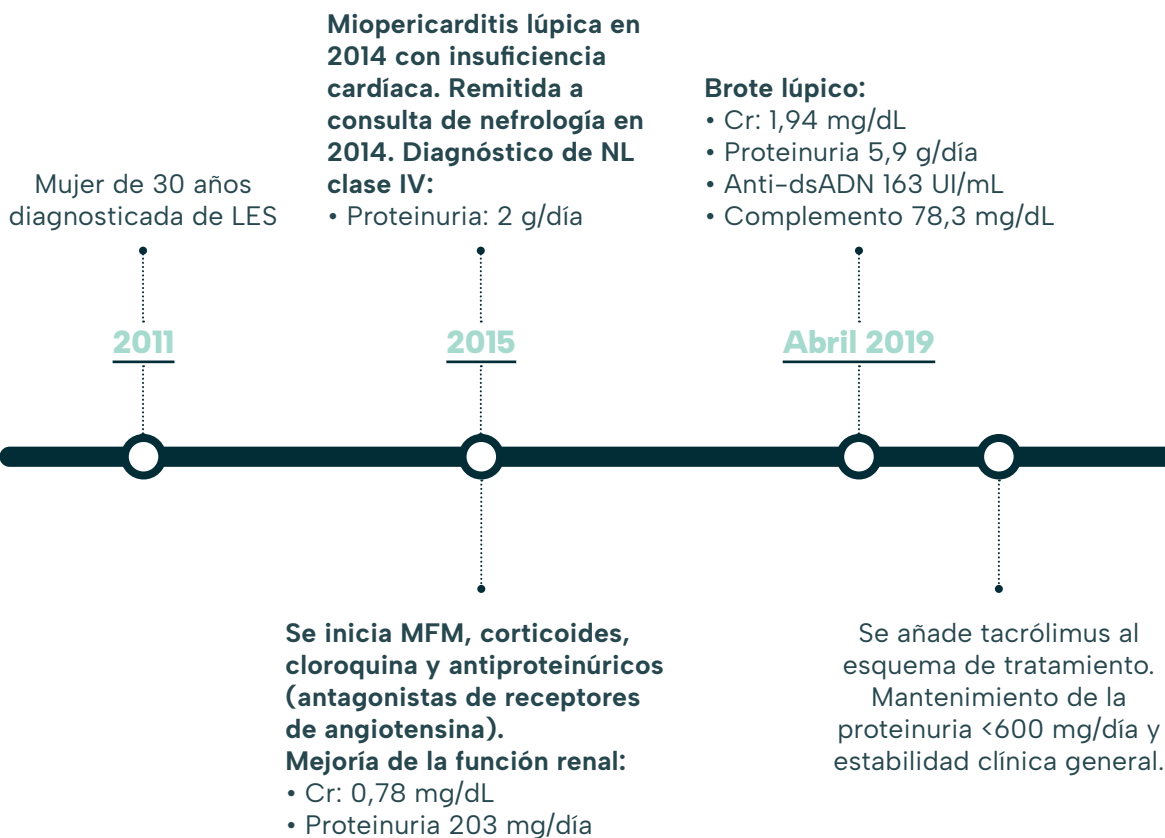 Mujer de 30 años
diagnosticada de LES
2011
Miopericarditis lúpica en
2014 con insuficiencia
cardíaca. Remitida a
consulta de nefrología en
2014. Diagnóstico de NL
clase IV:
• Proteinuria: 2 g/día
2015
Se inicia MFM, corticoides,
cloroquina y antiproteinúricos
(antagonistas de receptores
de angiotensina).
Mejoría de la función renal:
• Cr: 0,78 mg/dL
• Proteinuria 203 mg/día
Brote lúpico:
• Cr: 1,94 mg/dL
• Proteinuria 5,9 g/día
• Anti-dsADN 163 UI/mL
• Complemento 78,3 mg/dL
Abril 2019
Se añade tacrólimus al
esquema de tratamiento.
Mantenimiento de la
proteinuria <600 mg/día y
estabilidad clínica general.